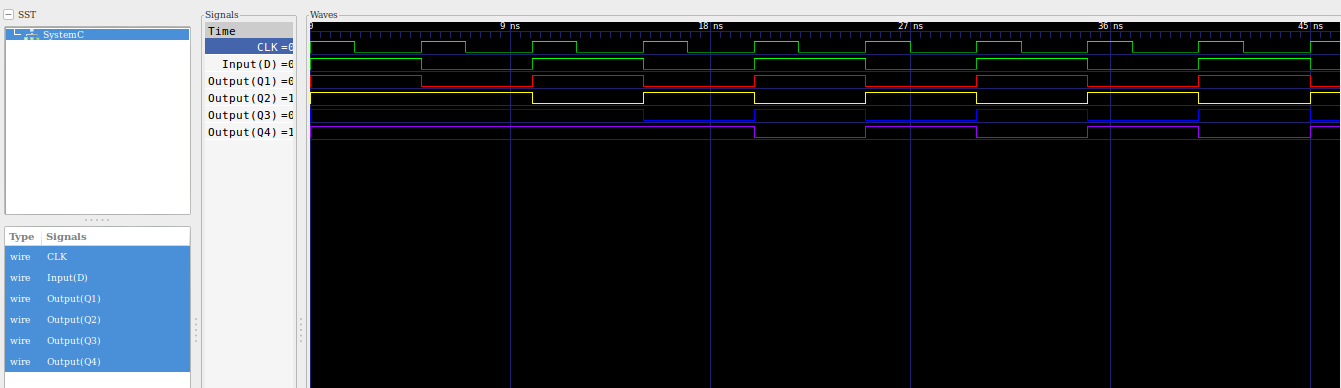 SST
SystemC
Type Signals
wire CLK
wire Input(D)
wire Output(Q1)
wire Output(Q2)
wire Output(Q3)
wire Output(Q4)
Signals
Time
CLK =0
Input(D) =0
Output(Q1) =0
Output(Q2) =1
Output(Q3) =0
Output(Q4) =1
Waves
0 9 ns 18 ns 27 ns 36 ns 45 ns